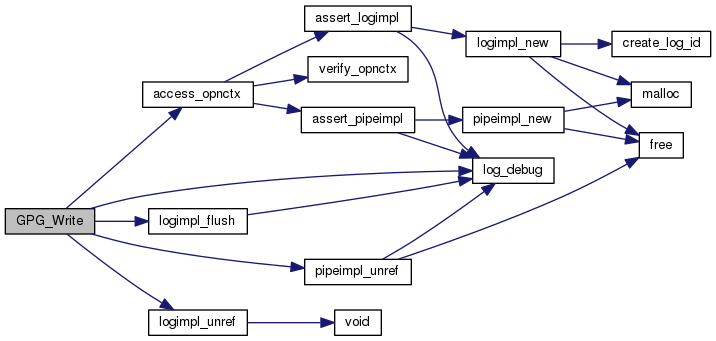 assert_logimpl
logimpl_new
create_log_id
verify_opnctx
access_opnctx
malloc
assert_pipeimpl
pipeimpl_new
free
log_debug
GPG_Write
logimpl_flush
pipeimpl_unref
logimpl_unref
void